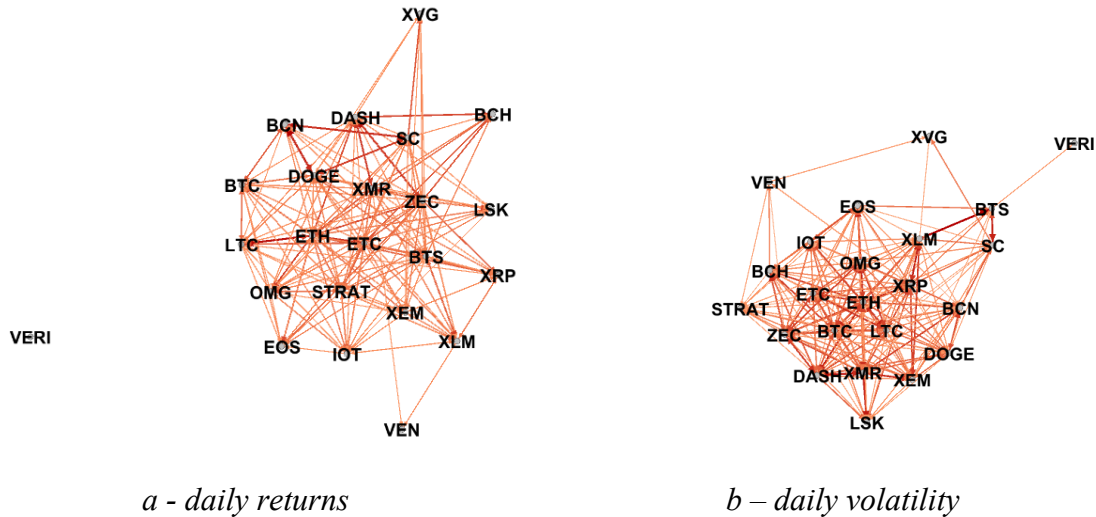 XVG
BCN DASH SC BCH
BTC DOGE XMR ZEC LSK
LTC ETH ETC BTS XRP
OMG STRAT XEM
VERI EOS IOT XLM
VEN
XVG VERI
VEN EOS BTS
IOT XLM SC
BCH OMG XRP
STRAT ETC ETH BCN
ZEC BTC LTC DOGE
DASH XMR XEM
LSK
a - daily returns
b – daily volatility